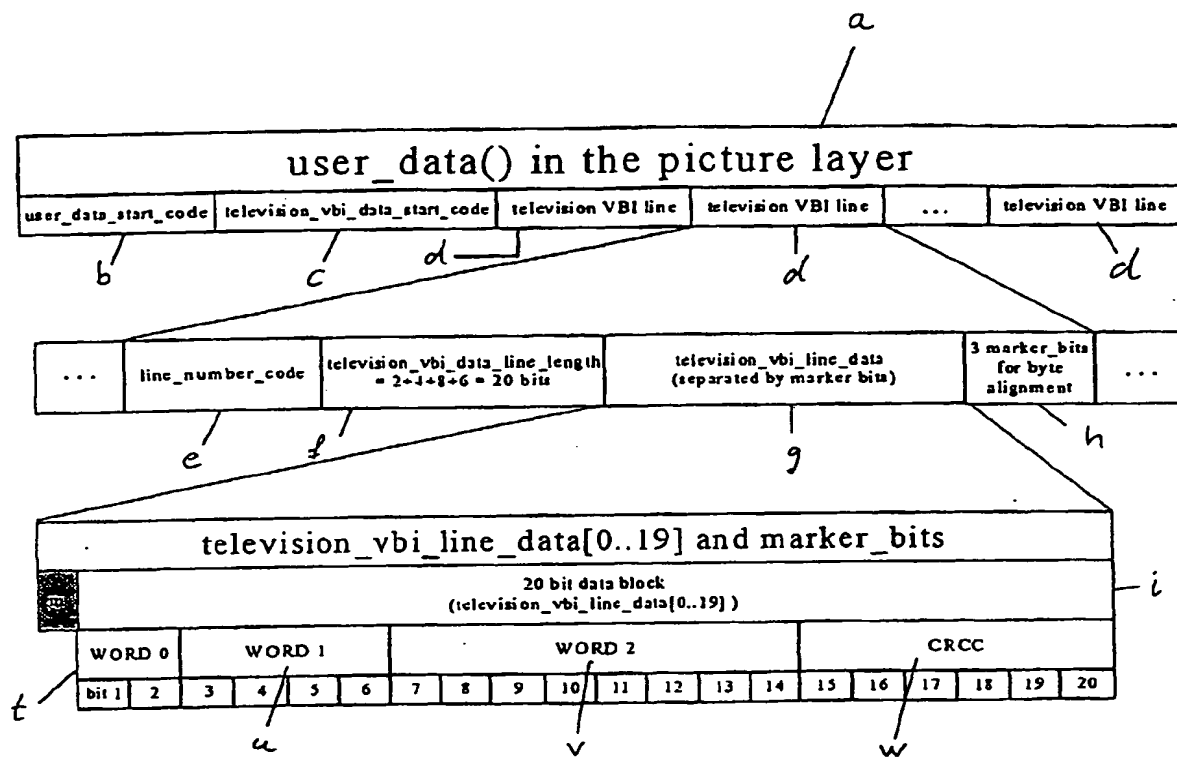 a
user_data() in the picture layer
user_data_start_code television_vbi_data_start_code television VBI line television VBI line ... television VBI line
b c d d d
... line_number_code television_vbi_data_line_length = 2+4+8+6 = 20 bits television_vbi_line_data (separated by marker bits) 3 marker_bits for byte alignment ...
e f g h
television_vbi_line_data[0..19] and marker_bits
20 bit data block
(television_vbi_line_data[0..19] )
i
WORD 0 WORD 1 WORD 2 CRCC
t
bit 1 2 3 4 5 6 7 8 9 10 11 12 13 14 15 16 17 18 19 20
u v w